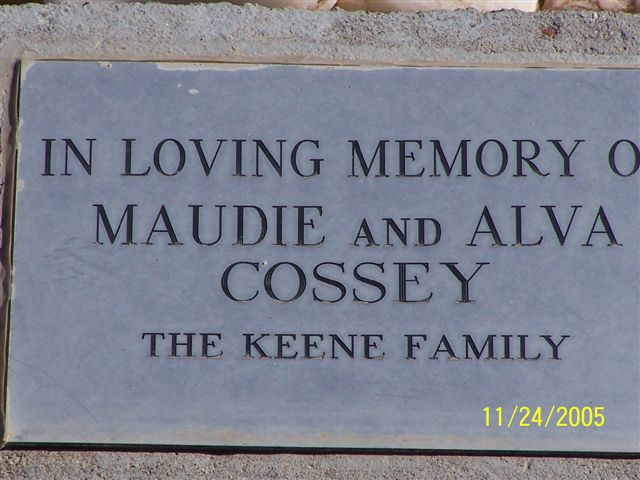 IN LOVING MEMORY O
MAUDIE AND ALVA
COSSEY
THE KEENE FAMILY
11/24/2005